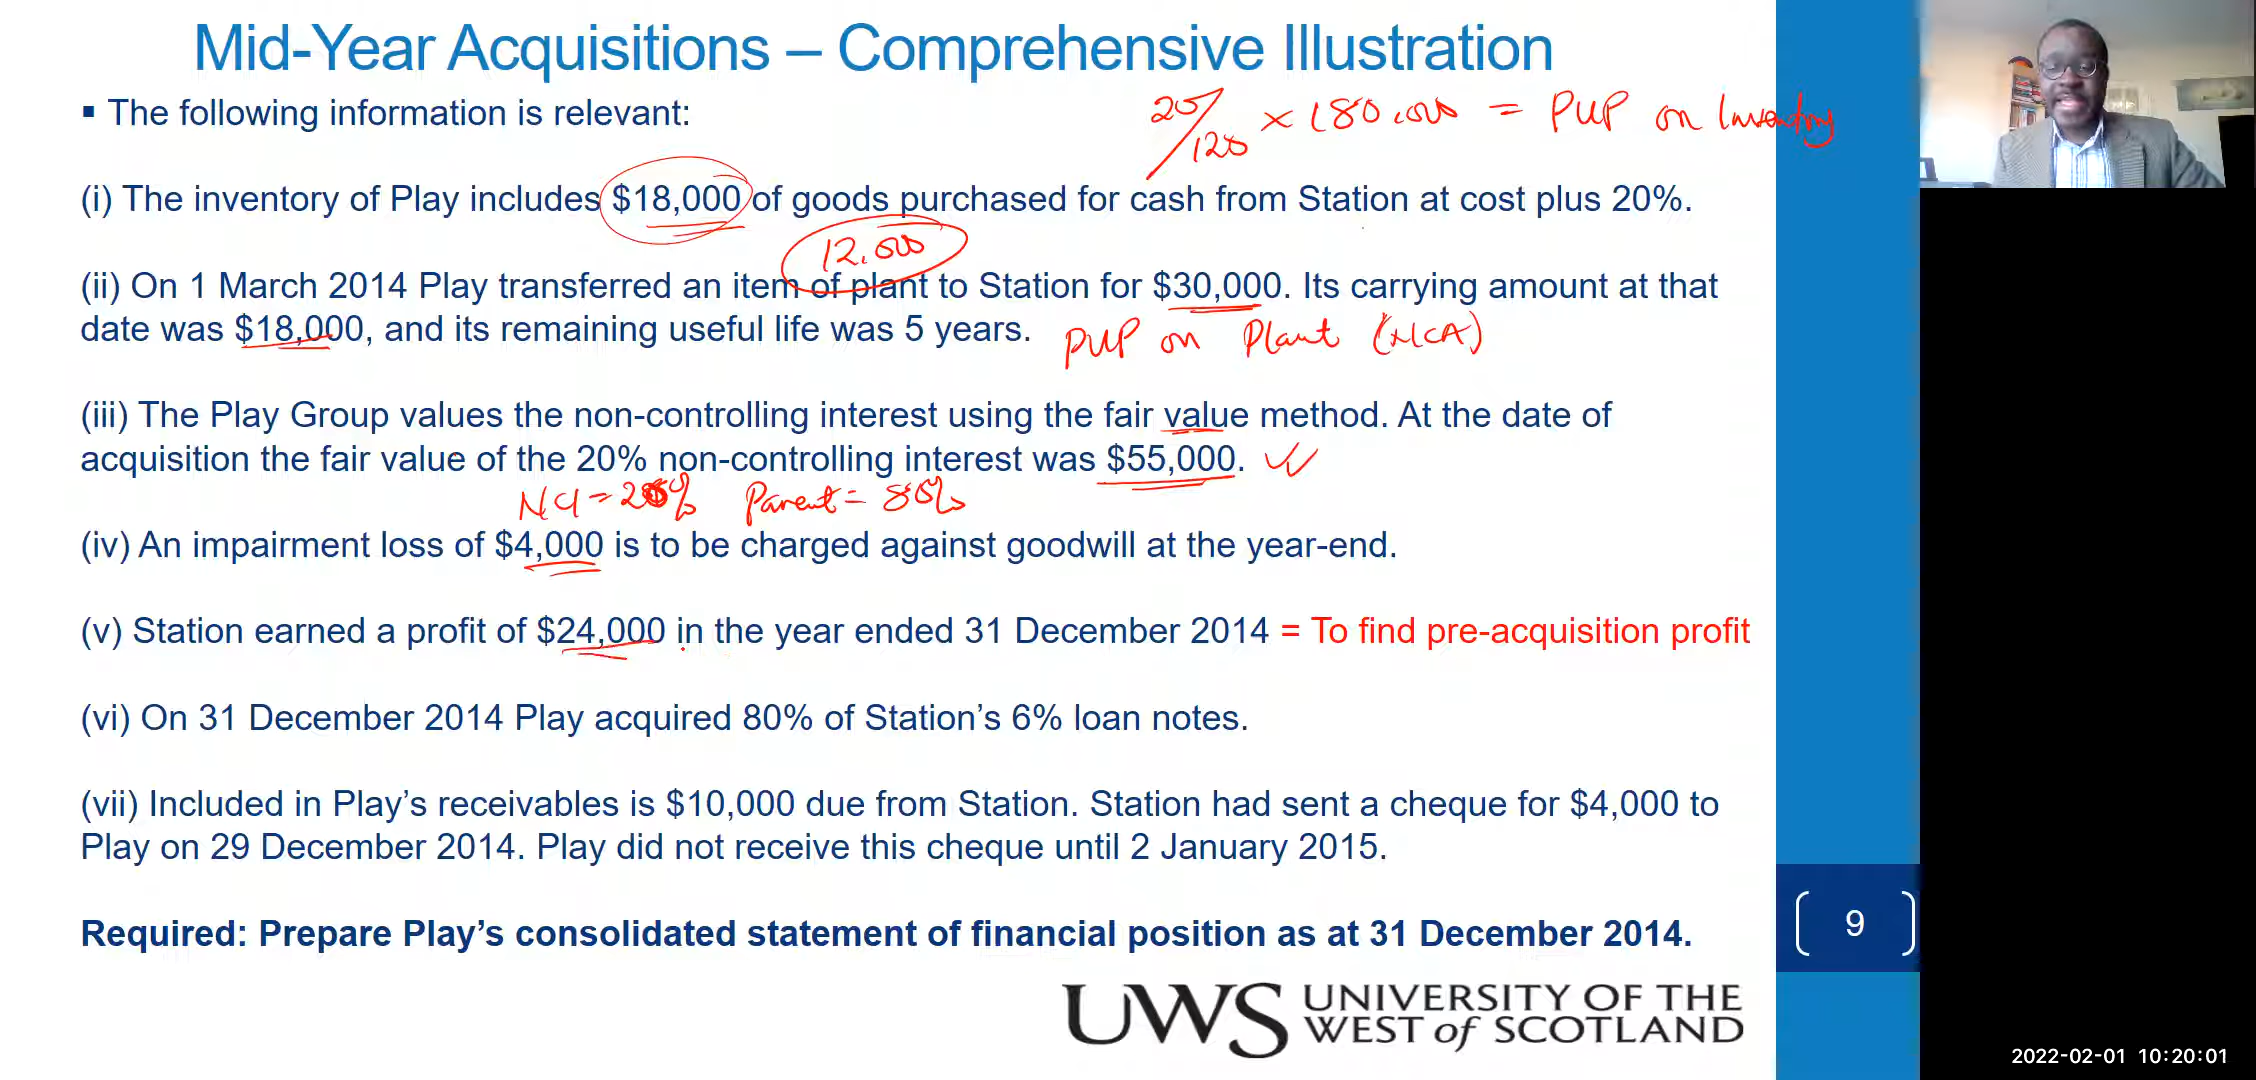 Mid-Year Acquisitions – Comprehensive Illustration
▪ The following information is relevant:
20/120 × 180,000 = PUP on Inventory
(i) The inventory of Play includes $18,000 of goods purchased for cash from Station at cost plus 20%.
12,000
(ii) On 1 March 2014 Play transferred an item of plant to Station for $30,000. Its carrying amount at that
date was $18,000, and its remaining useful life was 5 years.
PUP on Plant (NCA)
(iii) The Play Group values the non-controlling interest using the fair value method. At the date of
acquisition the fair value of the 20% non-controlling interest was $55,000.
NCI = 20% Parent = 80%
(iv) An impairment loss of $4,000 is to be charged against goodwill at the year-end.
(v) Station earned a profit of $24,000 in the year ended 31 December 2014 = To find pre-acquisition profit
(vi) On 31 December 2014 Play acquired 80% of Station’s 6% loan notes.
(vii) Included in Play’s receivables is $10,000 due from Station. Station had sent a cheque for $4,000 to
Play on 29 December 2014. Play did not receive this cheque until 2 January 2015.
Required: Prepare Play’s consolidated statement of financial position as at 31 December 2014.
9
UWS UNIVERSITY OF THE
WEST of SCOTLAND
2022-02-01 10:20:01